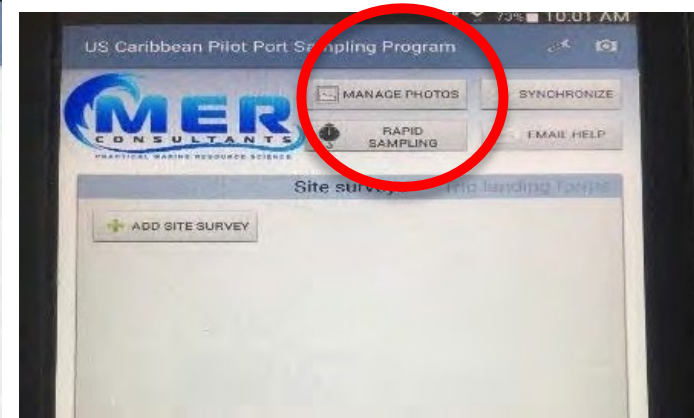 73% 10:01 AM
US Caribbean Pilot Port Sampling Program
MANAGE PHOTOS
SYNCHRONIZE
MER
CONSULTANTS
PRACTICAL MARINE RESOURCE SCIENCE
RAPID
SAMPLING
EMAIL HELP
Site surveys
Trip landing forms
ADD SITE SURVEY